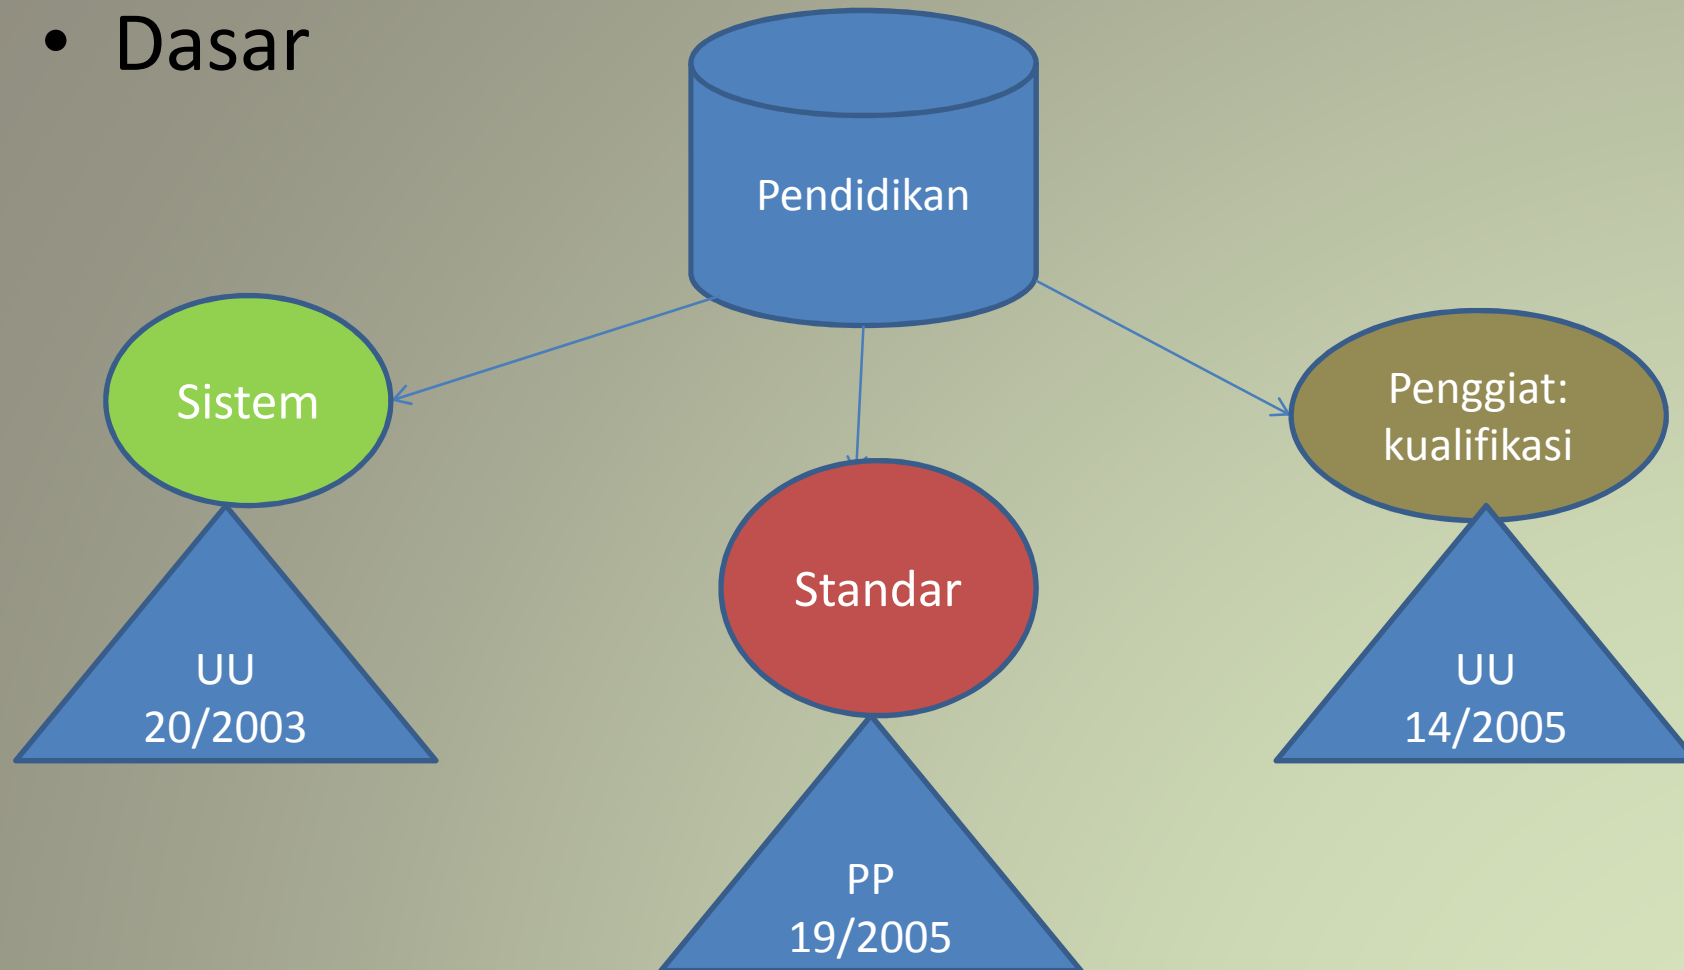 • Dasar
Pendidikan
Sistem
Penggiat:
kualifikasi
Standar
UU
20/2003
UU
14/2005
PP
19/2005